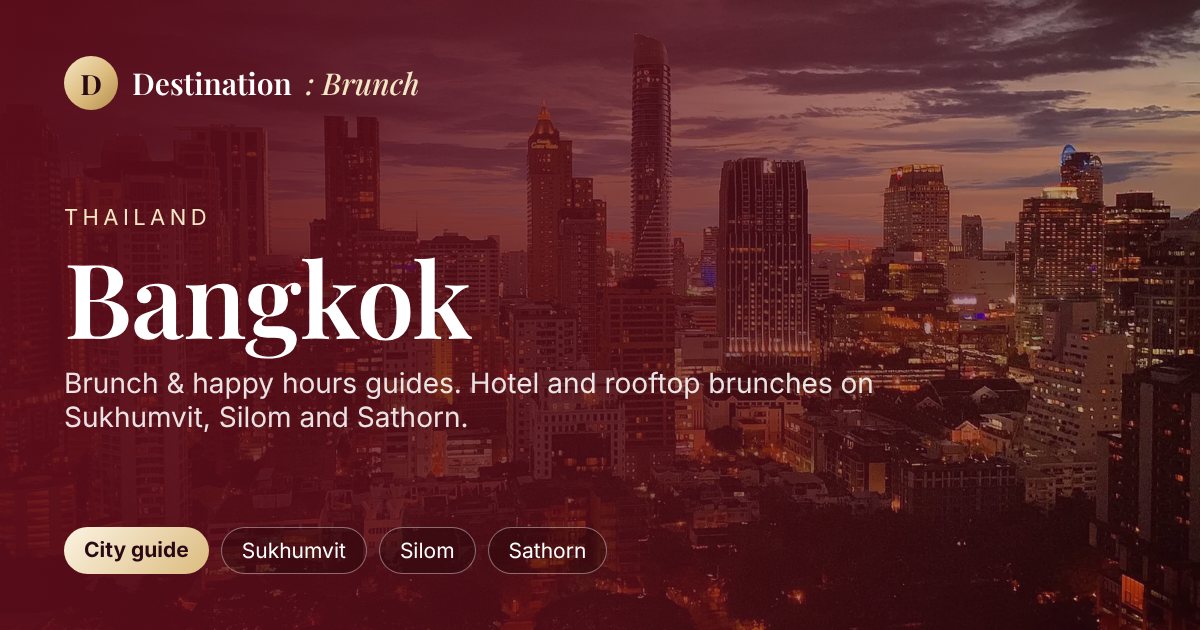 D Destination : Brunch
THAILAND
Bangkok
Brunch & happy hours guides. Hotel and rooftop brunches on
Sukhumvit, Silom and Sathorn.
City guide Sukhumvit Silom Sathorn
R